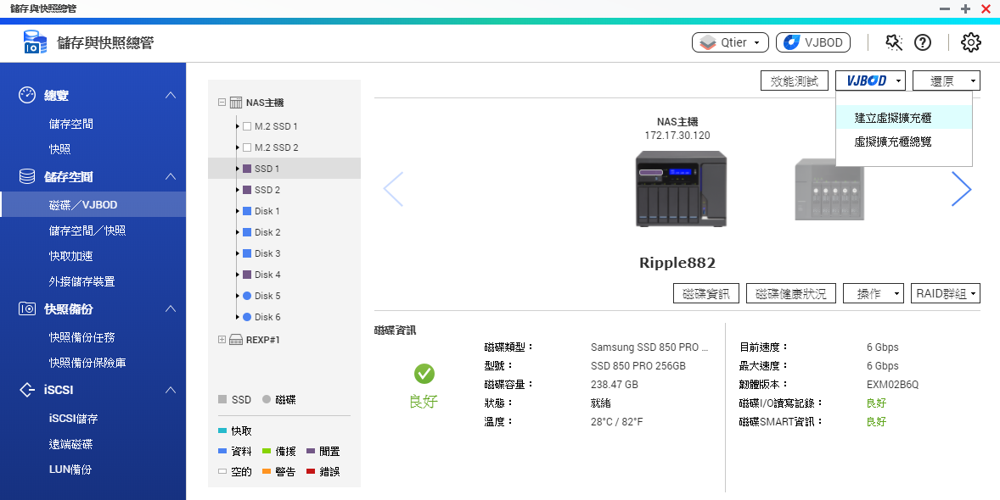 儲存與快照總管
儲存與快照總管
Qtier
VJBOD
總覽
儲存空間
快照
儲存空間
磁碟／VJBOD
儲存空間／快照
快取加速
外接儲存裝置
快照備份
快照備份任務
快照備份保險庫
iSCSI
iSCSI儲存
遠端磁碟
LUN備份
NAS主機
M.2 SSD 1
M.2 SSD 2
SSD 1
SSD 2
Disk 1
Disk 2
Disk 3
Disk 4
Disk 5
Disk 6
REXP#1
SSD
磁碟
快取
資料
備援
閒置
空的
警告
錯誤
效能測試
VJBOD
還原
建立虛擬擴充櫃
虛擬擴充櫃總覽
NAS主機
172.17.30.120
Ripple882
磁碟資訊
磁碟健康狀況
操作
RAID群組
磁碟資訊
良好
磁碟類型： Samsung SSD 850 PRO ...
型號： SSD 850 PRO 256GB
磁碟容量： 238.47 GB
狀態： 就緒
溫度： 28°C / 82°F
目前速度： 6 Gbps
最大速度： 6 Gbps
韌體版本： EXM02B6Q
磁碟I/O讀寫記錄： 良好
磁碟SMART資訊： 良好